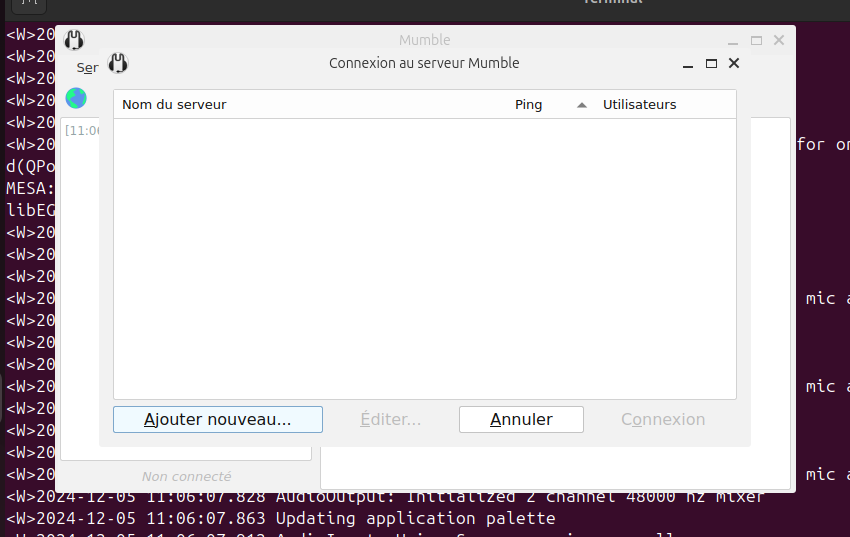 Terminal
<W>20
Mumble
<W>20
Connexion au serveur Mumble
Ser
<W>20
<W>20
Nom du serveur Ping Utilisateurs
<W>20
[11:06
<W>20 for on
d(QPo
MESA:
libEG
<W>20
<W>20
<W>20
<W>20 mic a
<W>20
<W>20
<W>20
<W>20 mic a
<W>20
Ajouter nouveau... Éditer... Annuler Connexion
<W>20
<W>20
<W>20 mic a
Non connecté
<W>2024-12-05 11:06:07.828 AudioOutput: Initialized 2 channel 48000 hz mixer
<W>2024-12-05 11:06:07.863 Updating application palette